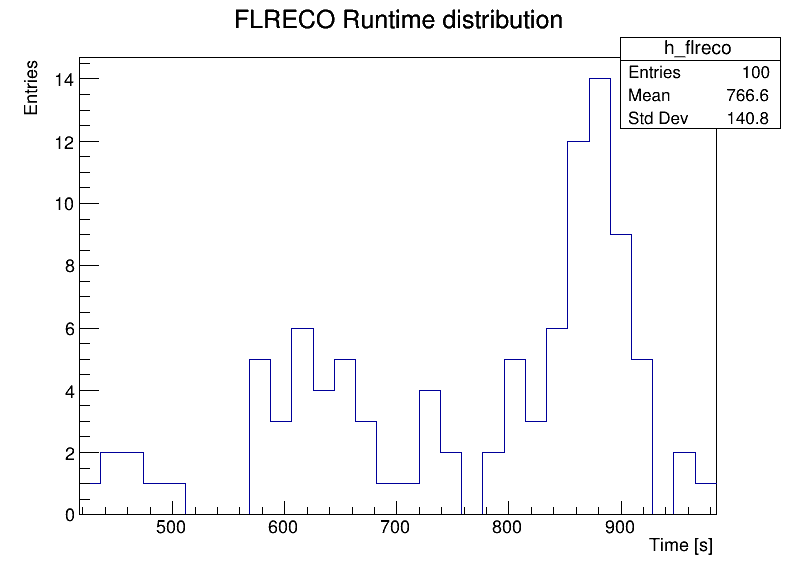 FLRECO Runtime distribution
h_flreco
Entries 100
Mean 766.6
Std Dev 140.8
Entries
14
12
10
8
6
4
2
0
500 600 700 800 900
Time [s]